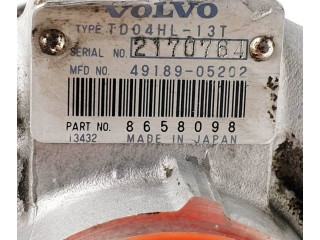 VOLVO
TYPE TD04HL-13T
SERIAL NO. 2170764
MFD NO. 49189-05202
PART NO. 8658098
13432 MADE IN JAPAN